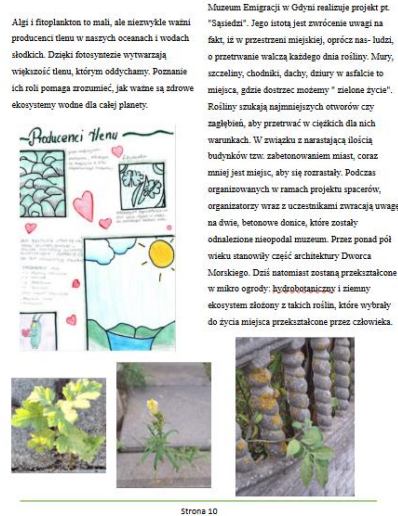 Algi i fitoplankton to mali, ale niezwykle ważni
producenci tlenu w naszych oceanach i wodach
słodkich. Dzięki fotosyntezie wytwarzają
większość tlenu, którym oddychamy. Poznanie
ich roli pomaga zrozumieć, jak ważne są zdrowe
ekosystemy wodne dla całej planety.
Producenci tlenu
Muzeum Emigracji w Gdyni realizuje projekt pt.
"Sąsiedzi". Jego istotą jest zwrócenie uwagi na
fakt, iż w przestrzeni miejskiej, oprócz nas- ludzi,
o przetrwanie walczą każdego dnia rośliny. Mury,
szczeliny, chodniki, dachy, dziury w asfalcie to
miejsca, gdzie dostrzec możemy " zielone życie".
Rośliny szukają najmniejszych otworów czy
zagłębień, aby przetrwać w ciężkich dla nich
warunkach. W związku z narastającą ilością
budynków tzw. zabetonowaniem miast, coraz
mniej jest miejsc, aby się rozrastały. Podczas
organizowanych w ramach projektu spacerów,
organizatorzy wraz z uczestnikami zwracają uwagę
na dwie, betonowe donice, które zostały
odnalezione nieopodal muzeum. Przez ponad pół
wieku stanowiły część architektury Dworca
Morskiego. Dziś natomiast zostaną przekształcone
w mikro ogrody: hydrobotaniczny i ziemny
ekosystem złożony z takich roślin, które wybrały
do życia miejsca przekształcone przez człowieka.
Strona 10